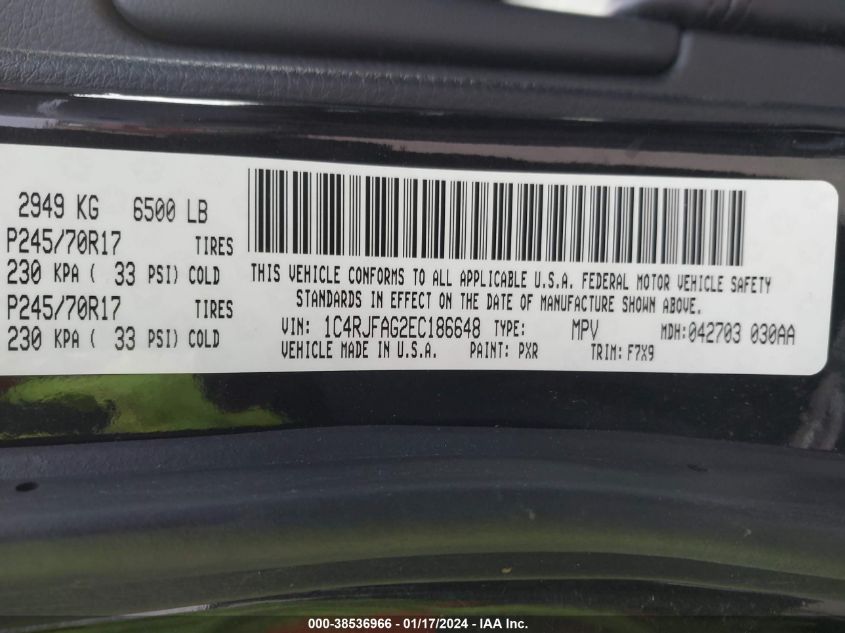 2949 KG 6500 LB
P245/70R17 TIRES
230 KPA ( 33 PSI) COLD
P245/70R17 TIRES
230 KPA ( 33 PSI) COLD
THIS VEHICLE CONFORMS TO ALL APPLICABLE U.S.A. FEDERAL MOTOR VEHICLE SAFETY
STANDARDS IN EFFECT ON THE DATE OF MANUFACTURE SHOWN ABOVE.
VIN: 1C4RJFAG2EC186648 TYPE: MPV MDH: 042703 030AA
VEHICLE MADE IN U.S.A. PAINT: PXR TRIM: F7X9
000-38536966 - 01/17/2024 - IAA Inc.